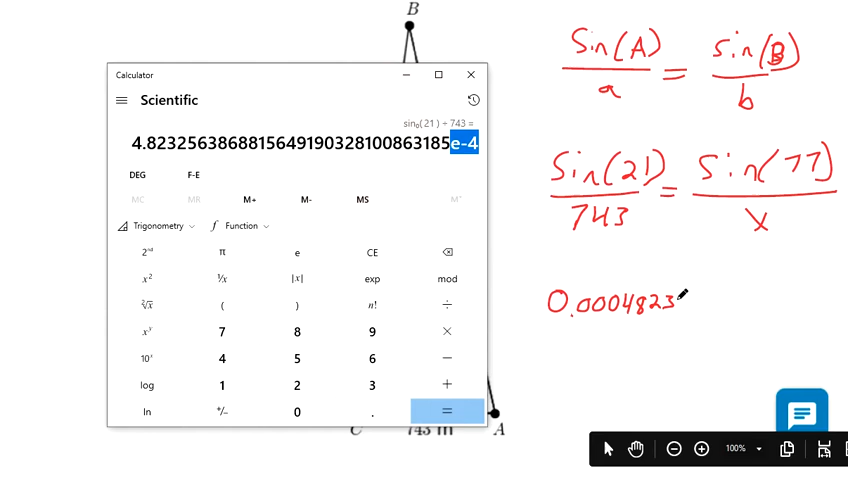 B
Calculator
Scientific
sin₀(21) ÷ 743 =
4.8232563868815649190328100863185e-4
DEG F-E
MC MR M+ M- MS M˅
Trigonometry Function
2ⁿᵈ π e CE
x² ¹/x |x| exp mod
²√x ( ) n! ÷
xʸ 7 8 9 ×
10ˣ 4 5 6 −
log 1 2 3 +
ln +/− 0 . =
C 743 m A
Sin(A) / a = Sin(B) / b
Sin(21) / 743 = Sin(77) / x
0.0004823
100%